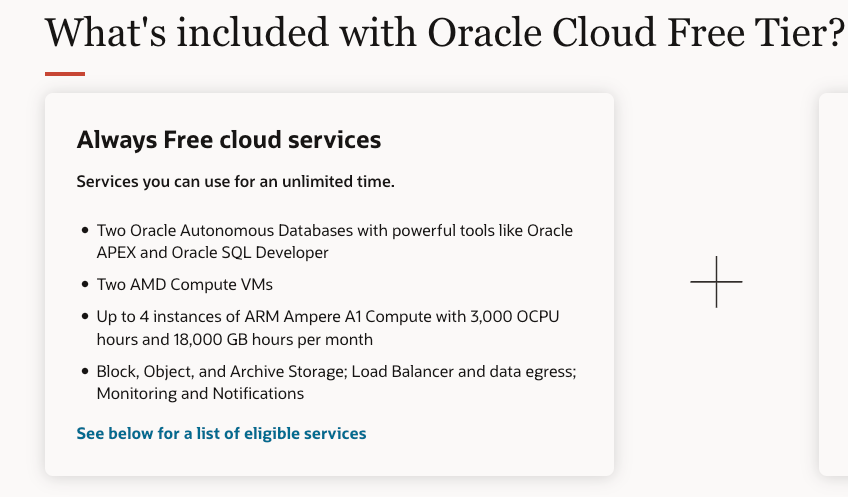 What's included with Oracle Cloud Free Tier?
Always Free cloud services
Services you can use for an unlimited time.
• Two Oracle Autonomous Databases with powerful tools like Oracle
APEX and Oracle SQL Developer
• Two AMD Compute VMs
• Up to 4 instances of ARM Ampere A1 Compute with 3,000 OCPU
hours and 18,000 GB hours per month
• Block, Object, and Archive Storage; Load Balancer and data egress;
Monitoring and Notifications
See below for a list of eligible services